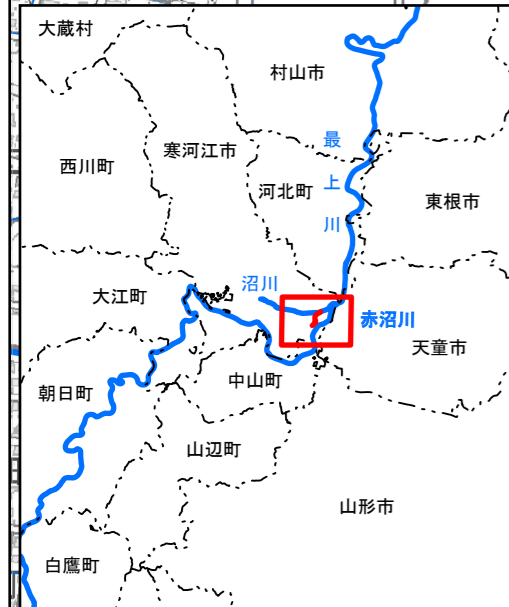 大蔵村
村山市
寒河江市
最上川
西川町
河北町
東根市
沼川
大江町
赤沼川
天童市
朝日町
中山町
山辺町
山形市
白鷹町